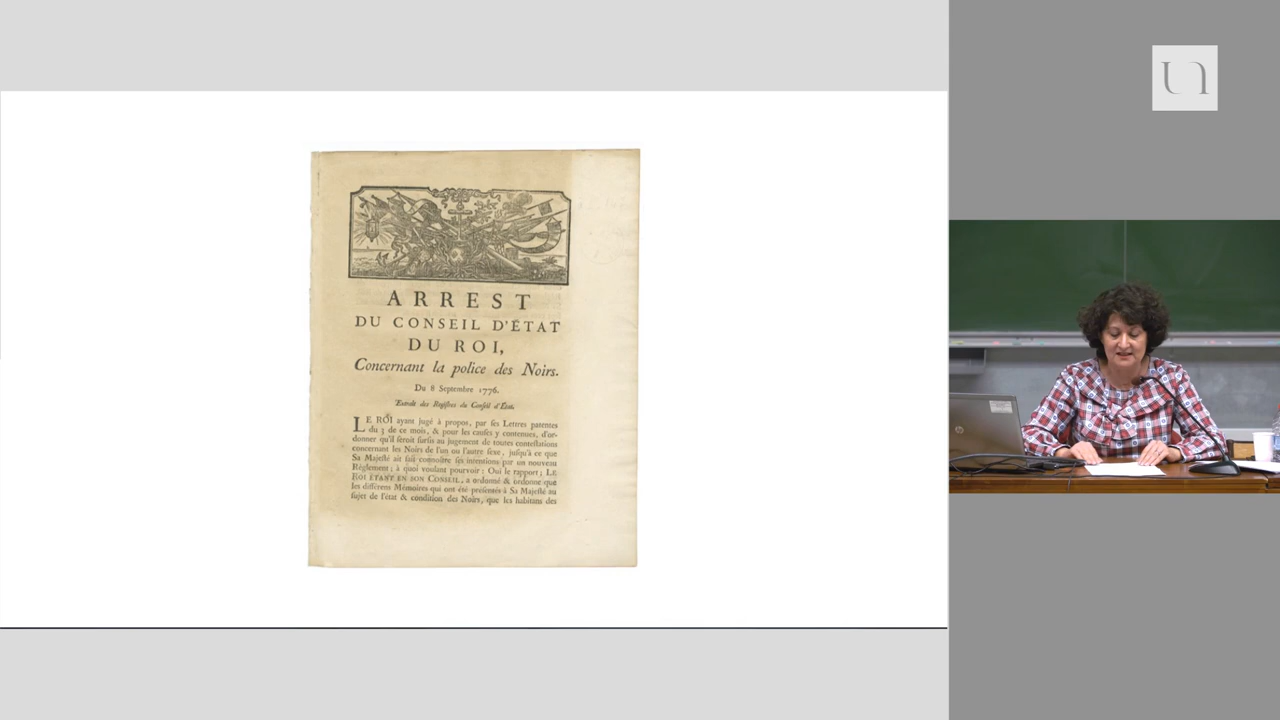 ARREST
DU CONSEIL D'ÉTAT
DU ROI,
Concernant la police des Noirs.
Du 8 Septembre 1776.
Extrait des Registres du Conseil d'État.
LE ROI ayant jugé à propos, par ses Lettres patentes
du 3 de ce mois, & pour les causes y contenues, d'or-
donner qu'il seroit sursis au jugement de toutes contestations
concernant les Noirs de l'un ou l'autre sexe, jusqu'à ce que
Sa Majesté ait fait connoître ses intentions par un nouveau
Règlement; à quoi voulant pourvoir: Oui le rapport; LE
ROI ÉTANT EN SON CONSEIL, a ordonné & ordonne que
les différens Mémoires qui ont été présentés à Sa Majesté au
sujet de l'état & condition des Noirs, que les habitans des
hp